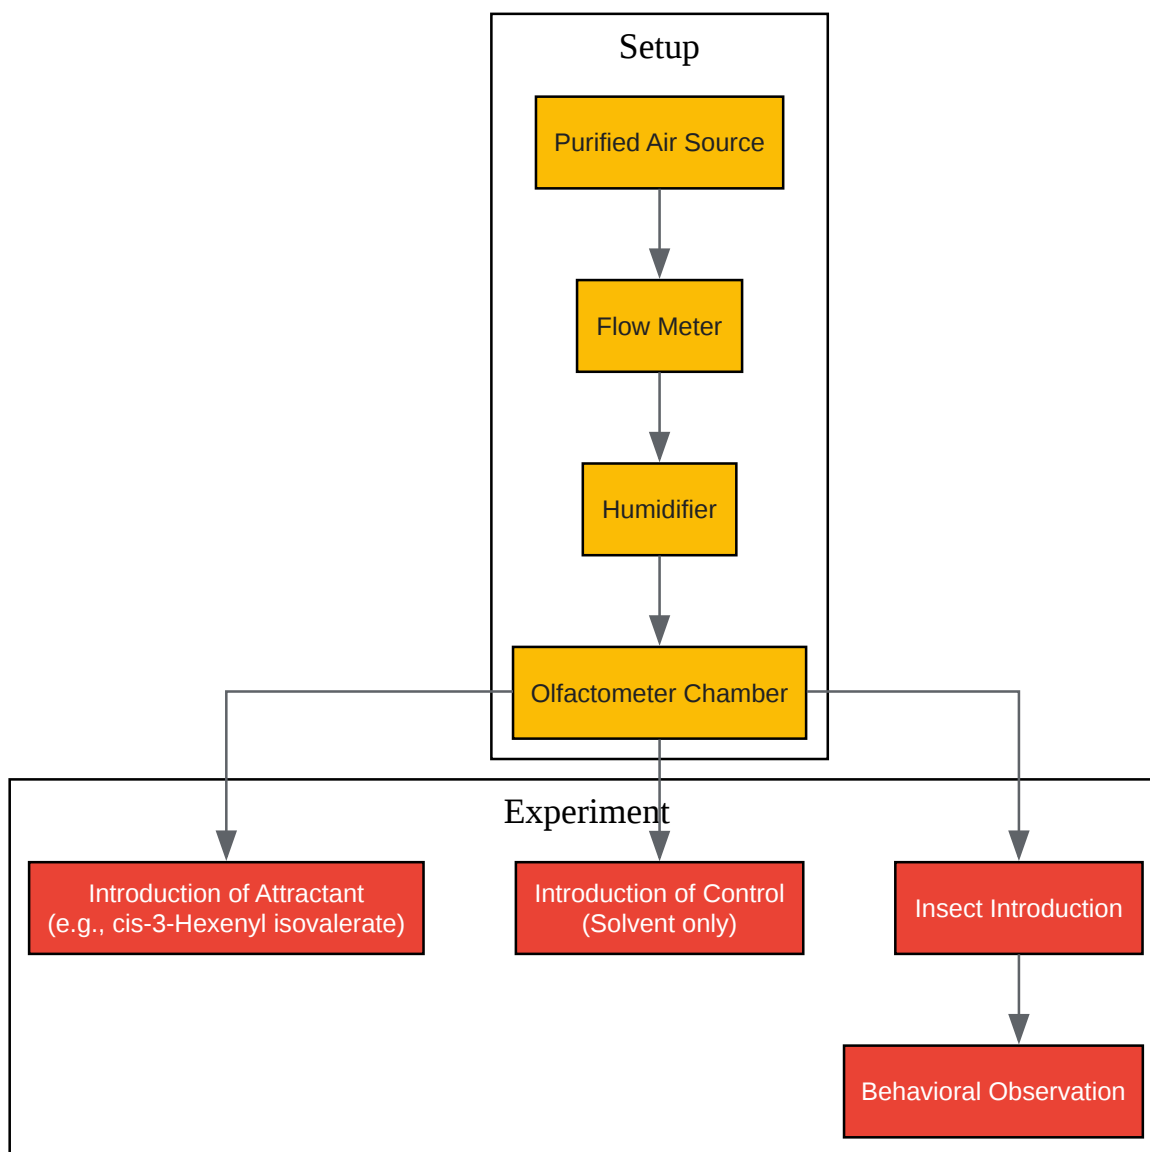 Setup
Purified Air Source
Flow Meter
Humidifier
Olfactometer Chamber
Experiment
Introduction of Attractant
(e.g., cis-3-Hexenyl isovalerate)
Introduction of Control
(Solvent only)
Insect Introduction
Behavioral Observation